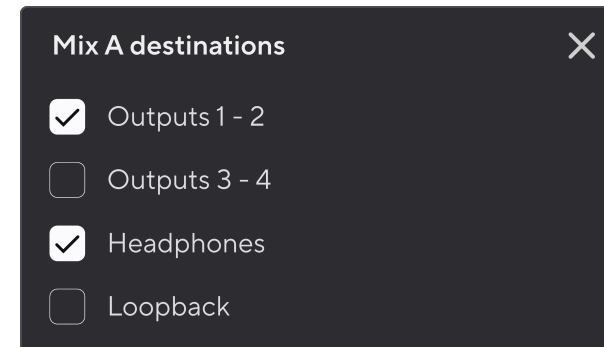 Mix A destinations
Outputs 1 - 2
Outputs 3 - 4
Headphones
Loopback